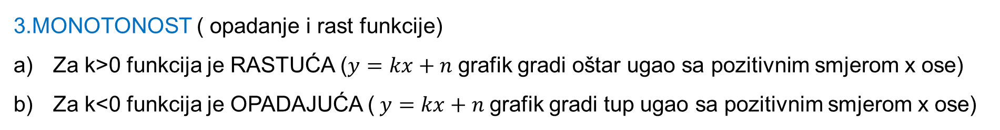 3.MONOTONOST ( opadanje i rast funkcije)
a) Za k>0 funkcija je RASTUĆA (y = kx + n grafik gradi oštar ugao sa pozitivnim smjerom x ose)
b) Za k<0 funkcija je OPADAJUĆA ( y = kx + n grafik gradi tup ugao sa pozitivnim smjerom x ose)